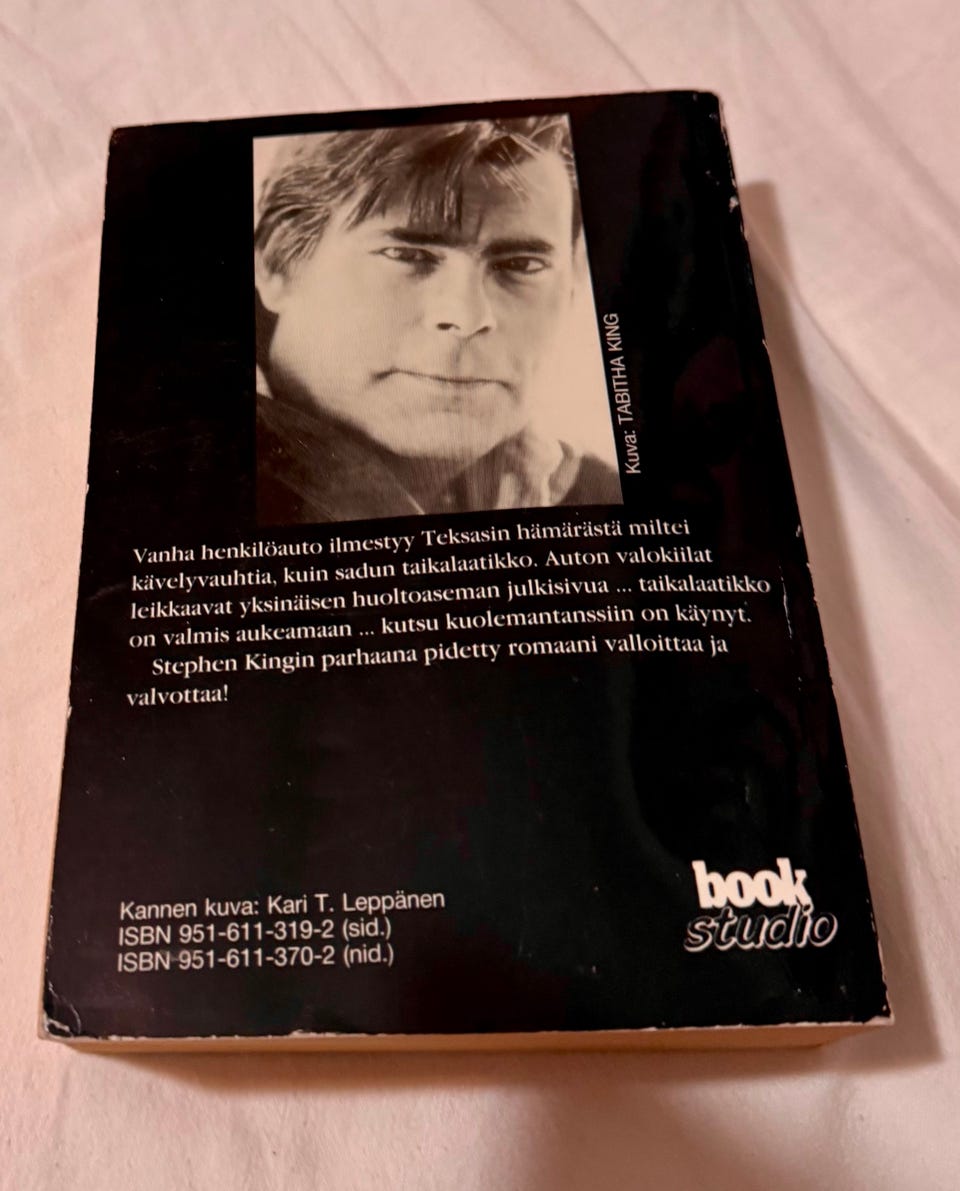 Kuva: TABITHA KING
Vanha henkilöauto ilmestyy Teksasin hämärästä miltei
kävelyvauhtia, kuin sadun taikalaatikko. Auton valokiilat
leikkaavat yksinäisen huoltoaseman julkisivua ... taikalaatikko
on valmis aukeamaan ... kutsu kuolemantanssiin on käynyt.
Stephen Kingin parhaana pidetty romaani valloittaa ja
valvottaa!
Kannen kuva: Kari T. Leppänen
ISBN 951-611-319-2 (sid.)
ISBN 951-611-370-2 (nid.)
book
studio